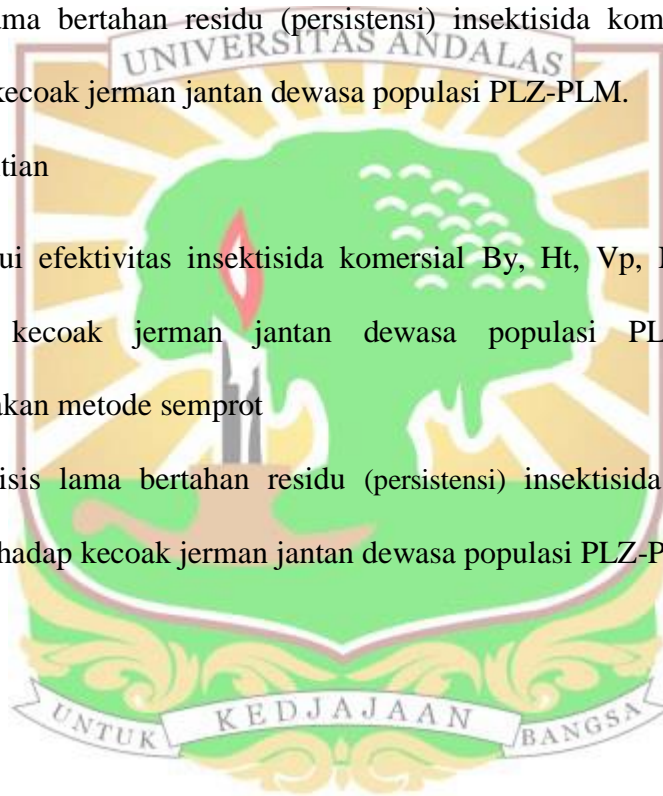 ama bertahan residu (persistensi) insektisida kom
UNIVERSITAS ANDALAS
kecoak jerman jantan dewasa populasi PLZ-PLM.
tian
ui efektivitas insektisida komersial By, Ht, Vp,
kecoak jerman jantan dewasa populasi PL
akan metode semprot
isis lama bertahan residu (persistensi) insektisida
hadap kecoak jerman jantan dewasa populasi PLZ-P
UNTUK KEDJAJAAN BANGSA